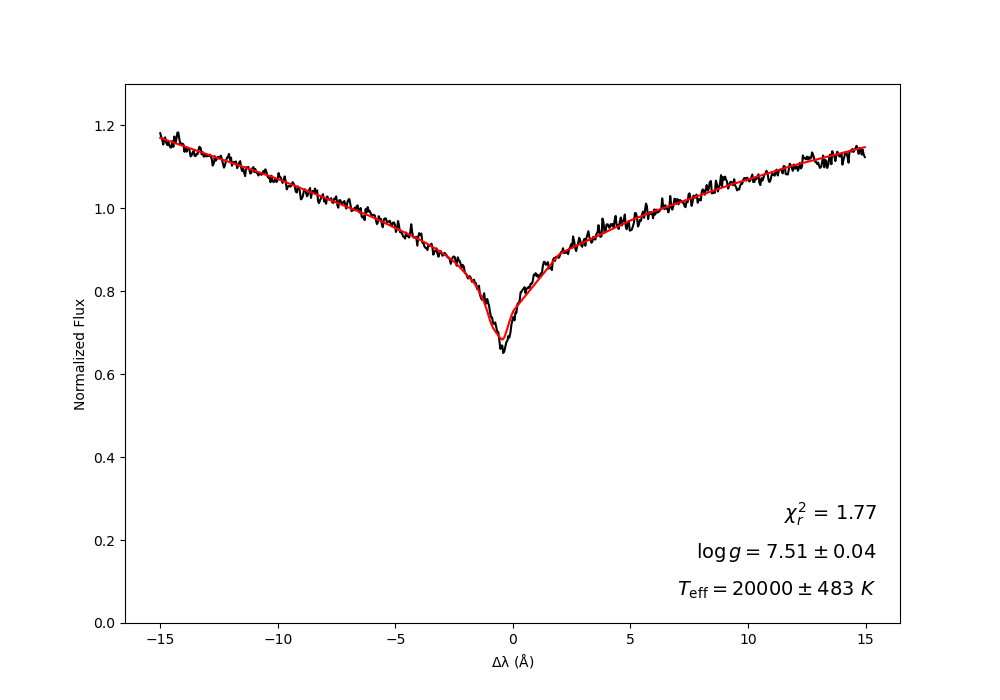 Normalized Flux
1.2
1.0
0.8
0.6
0.4
0.2
0.0
χ²ᵣ = 1.77
log g = 7.51 ± 0.04
T_eff = 20000 ± 483 K
−15
−10
−5
0
5
10
15
Δλ (Å)